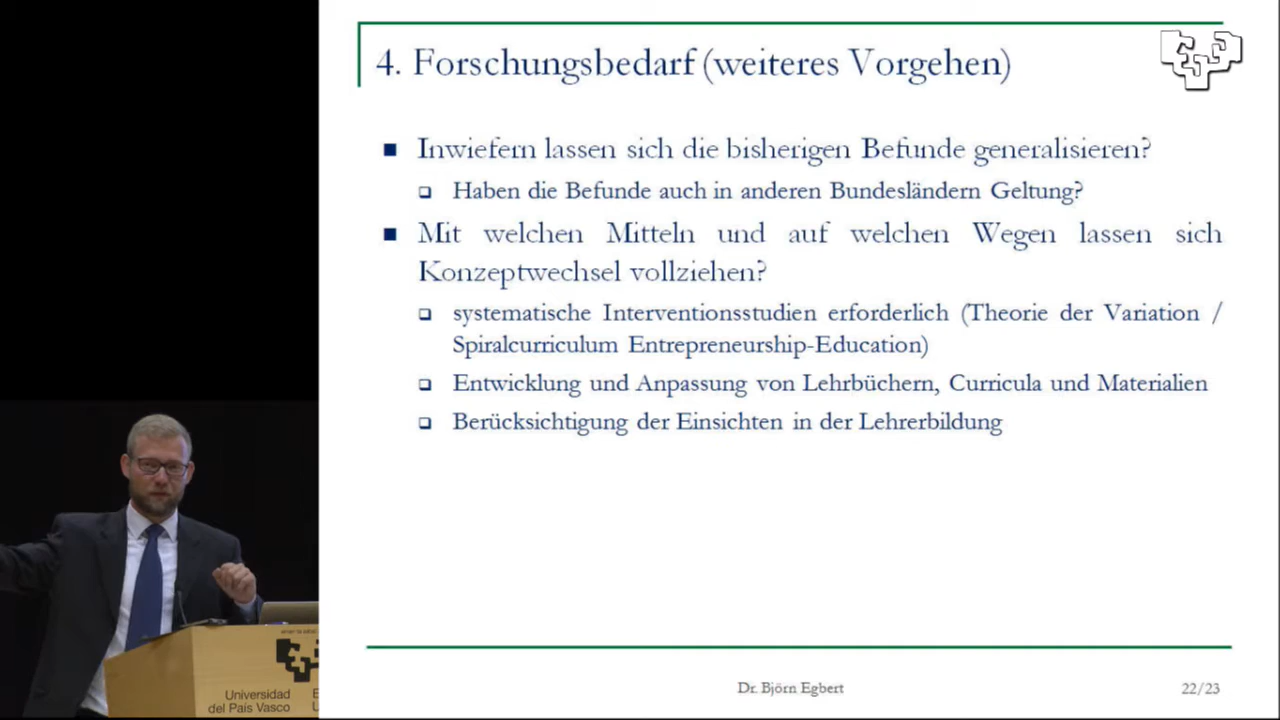 4. Forschungsbedarf (weiteres Vorgehen)
■ Inwiefern lassen sich die bisherigen Befunde generalisieren?
❑ Haben die Befunde auch in anderen Bundesländern Geltung?
■ Mit welchen Mitteln und auf welchen Wegen lassen sich
Konzeptwechsel vollziehen?
❑ systematische Interventionsstudien erforderlich (Theorie der Variation /
Spiralcurriculum Entrepreneurship-Education)
❑ Entwicklung und Anpassung von Lehrbüchern, Curricula und Materialien
❑ Berücksichtigung der Einsichten in der Lehrerbildung
Dr. Björn Egbert
22/23
Universidad
del País Vasco